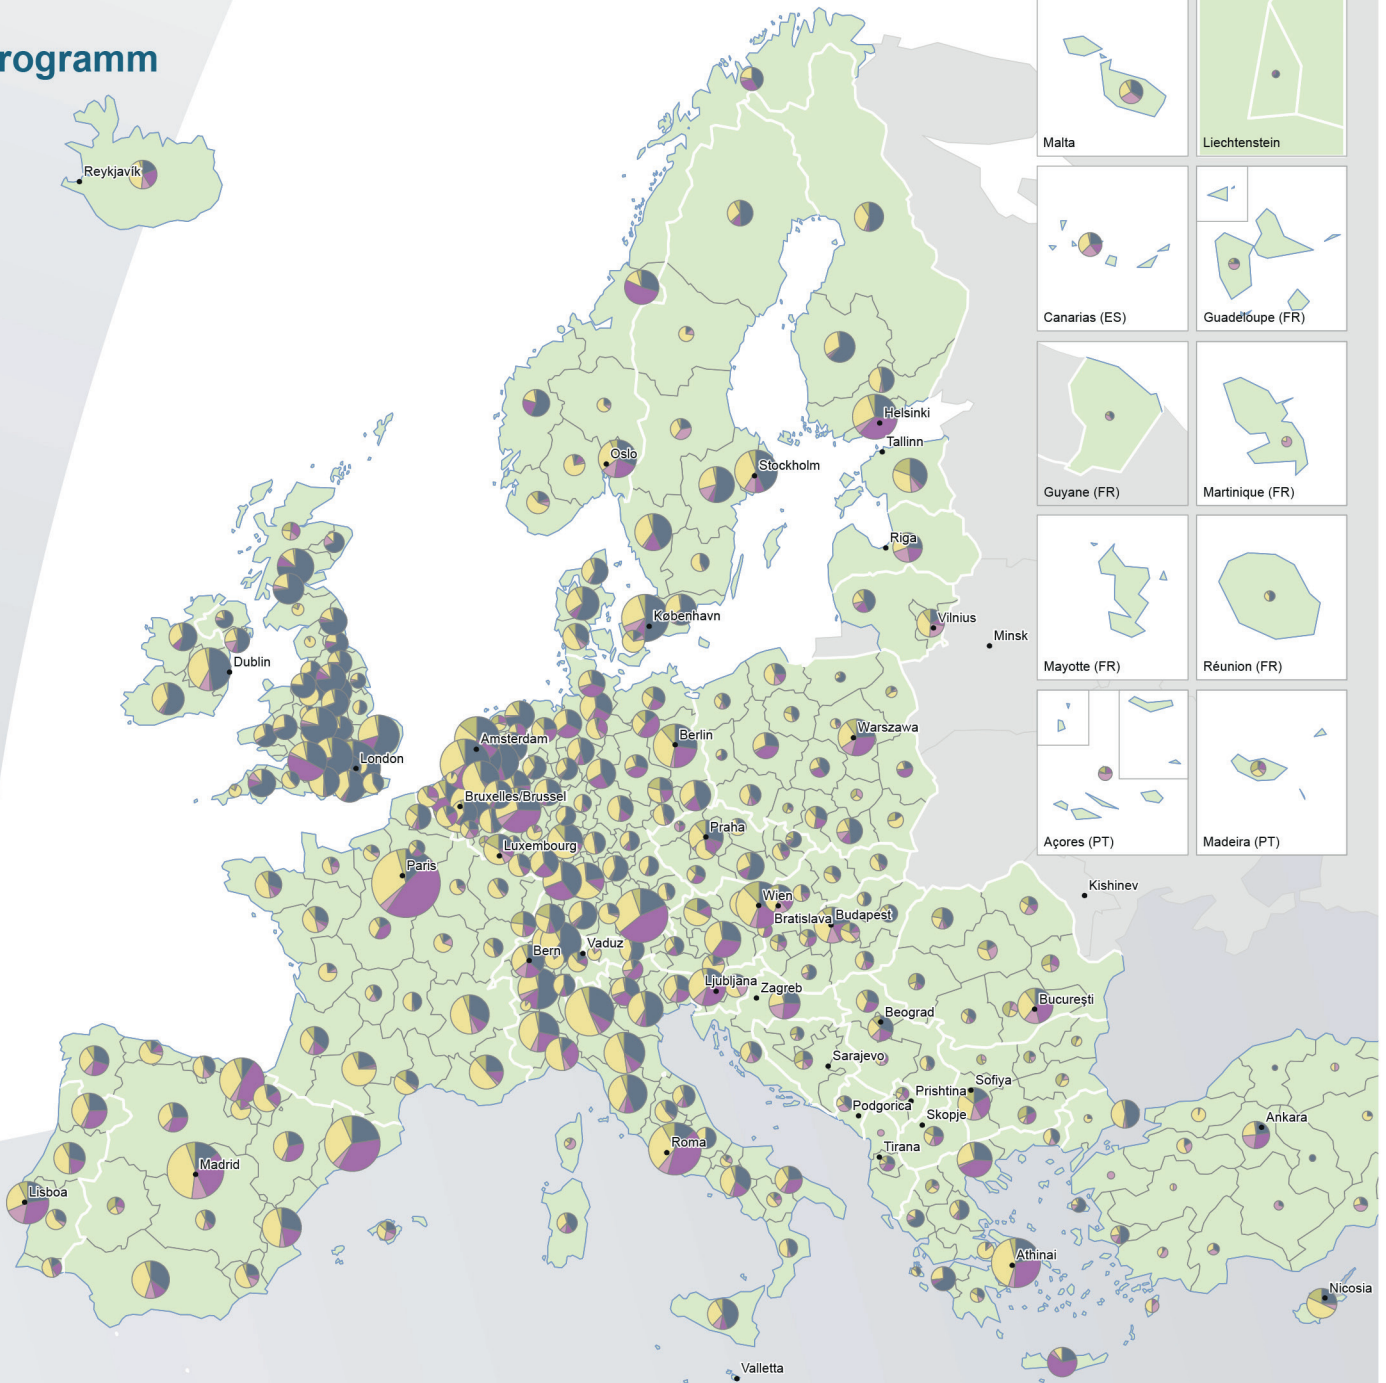 rogramm
Malta
Liechtenstein
Reykjavík
Canarias (ES)
Guadeloupe (FR)
Guyane (FR)
Martinique (FR)
Helsinki
Tallinn
Oslo
Stockholm
Riga
København
Vilnius
Minsk
Mayotte (FR)
Réunion (FR)
Dublin
Berlin
Warszawa
Amsterdam
London
Bruxelles/Brussel
Praha
Luxembourg
Açores (PT)
Madeira (PT)
Paris
Kishinev
Wien
Bratislava
Budapest
Bern
Vaduz
Ljubljana
Zagreb
București
Beograd
Sarajevo
Prishtina
Sofiya
Podgorica
Skopje
Ankara
Tirana
Roma
Madrid
Lisboa
Athinai
Nicosia
Valletta